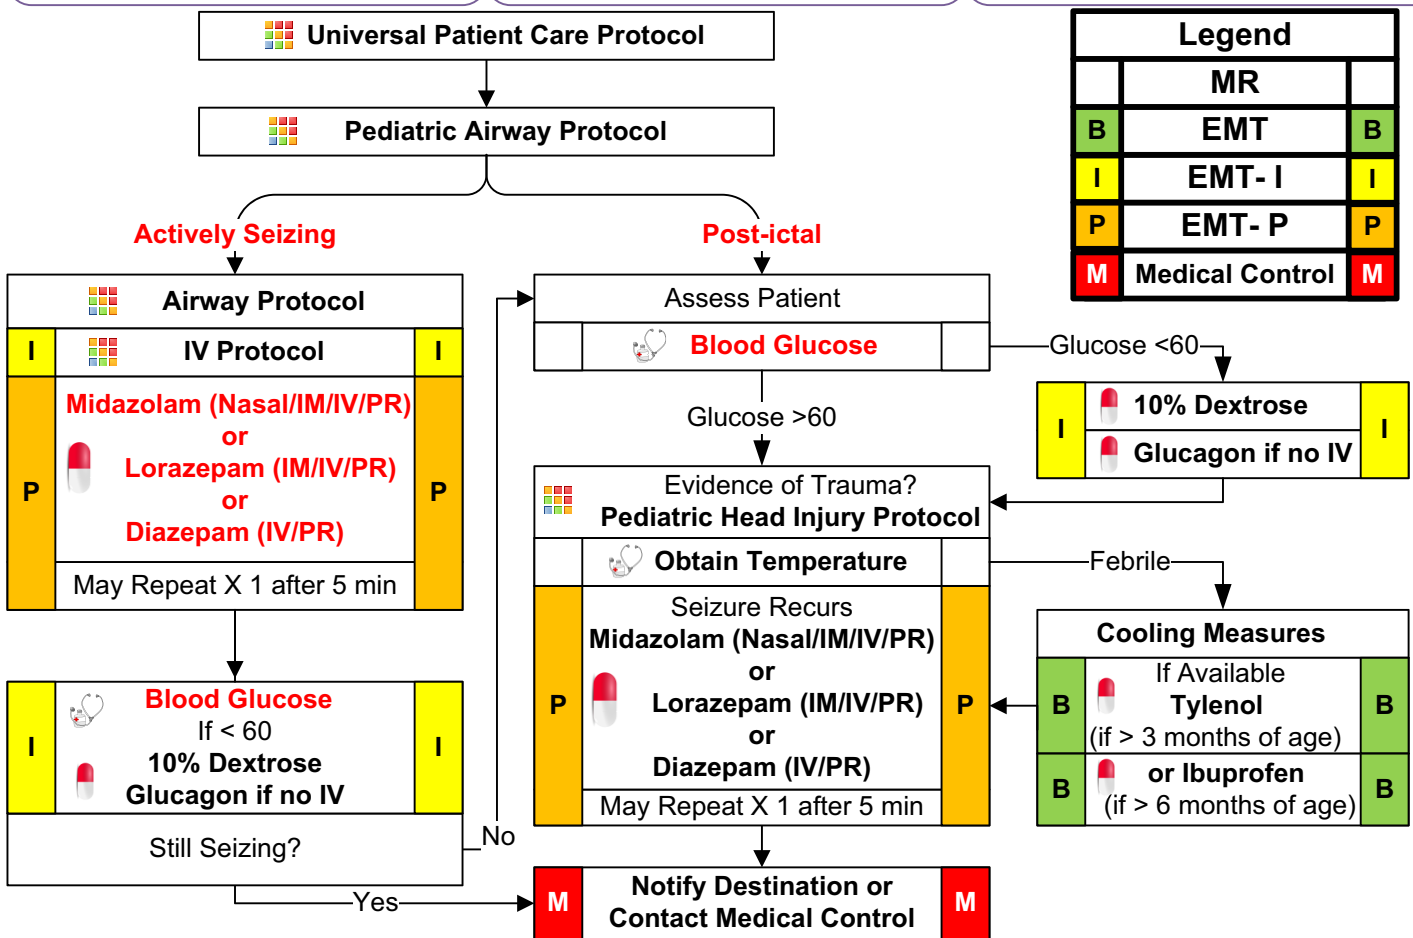 Universal Patient Care Protocol
Pediatric Airway Protocol
Legend
MR
B EMT B
I EMT- I I
P EMT- P P
M Medical Control M
Actively Seizing
Airway Protocol
I IV Protocol I
P
Midazolam (Nasal/IM/IV/PR)
or
Lorazepam (IM/IV/PR)
or
Diazepam (IV/PR)
P
May Repeat X 1 after 5 min
I
Blood Glucose
If < 60
10% Dextrose
Glucagon if no IV
I
Still Seizing?
No
Yes
Post-ictal
Assess Patient
Blood Glucose
Glucose <60
I
10% Dextrose
Glucagon if no IV
I
Glucose >60
Evidence of Trauma?
Pediatric Head Injury Protocol
Obtain Temperature
Febrile
Cooling Measures
B
If Available
Tylenol
(if > 3 months of age)
B
B
or Ibuprofen
(if > 6 months of age)
B
P
Seizure Recurs
Midazolam (Nasal/IM/IV/PR)
or
Lorazepam (IM/IV/PR)
or
Diazepam (IV/PR)
P
May Repeat X 1 after 5 min
M
Notify Destination or
Contact Medical Control
M